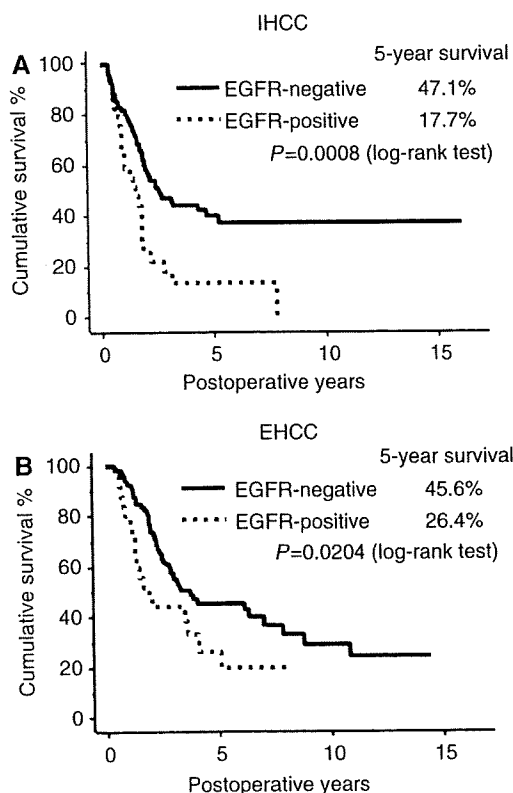 IHCC
A
5-year survival
EGFR-negative 47.1%
EGFR-positive 17.7%
P=0.0008 (log-rank test)
Cumulative survival %
100
80
60
40
20
0
0 5 10 15
Postoperative years
EHCC
B
5-year survival
EGFR-negative 45.6%
EGFR-positive 26.4%
P=0.0204 (log-rank test)
Cumulative survival %
100
80
60
40
20
0
0 5 10 15
Postoperative years